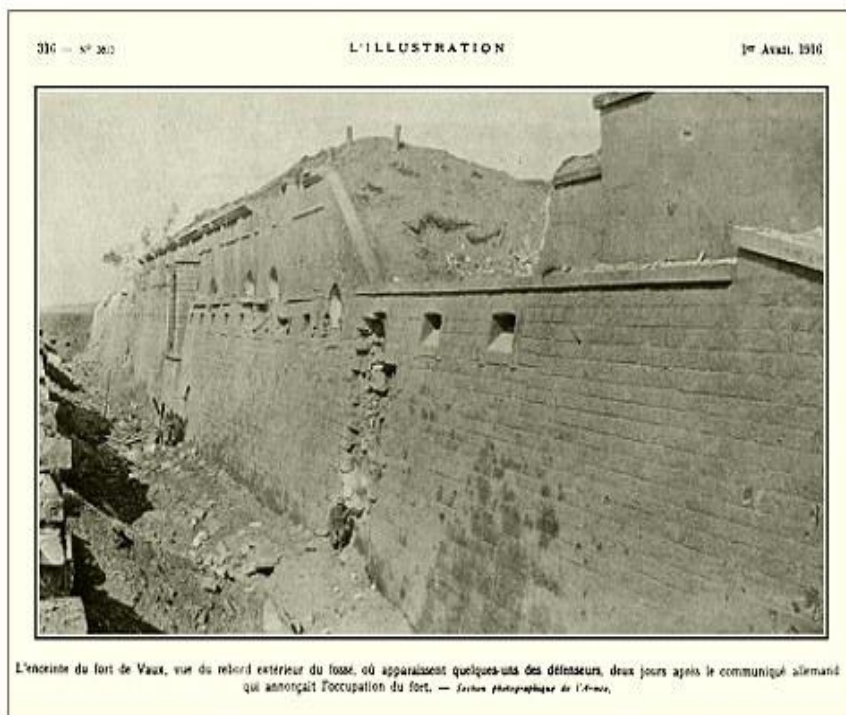 316 — N° L'ILLUSTRATION 1er AVRIL 1916
L'enceinte du fort de Vaux, vue du rebord extérieur du fossé, où apparaissent quelques-uns des défenseurs, deux jours après le communiqué allemand
qui annonçait l'occupation du fort. — Section photographique de l'Armée.